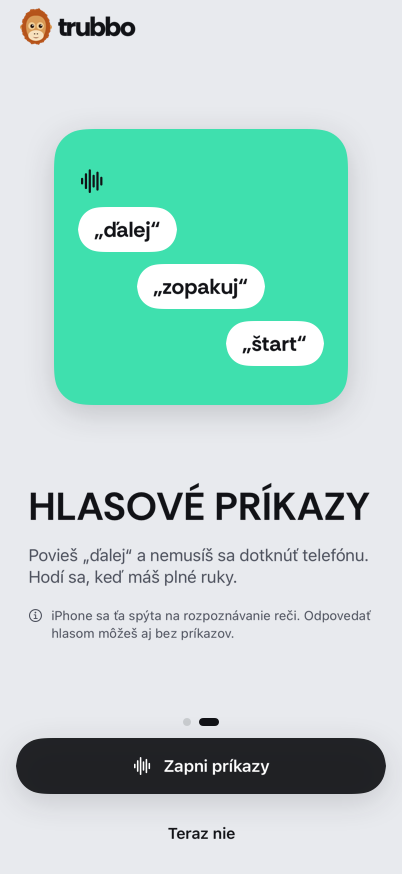 trubbo
„ďalej“
„zopakuj“
„štart“
HLASOVÉ PRÍKAZY
Povieš „ďalej“ a nemusíš sa dotknúť telefónu.
Hodí sa, keď máš plné ruky.
iPhone sa ťa spýta na rozpoznávanie reči. Odpovedať
hlasom môžeš aj bez príkazov.
Zapni príkazy
Teraz nie